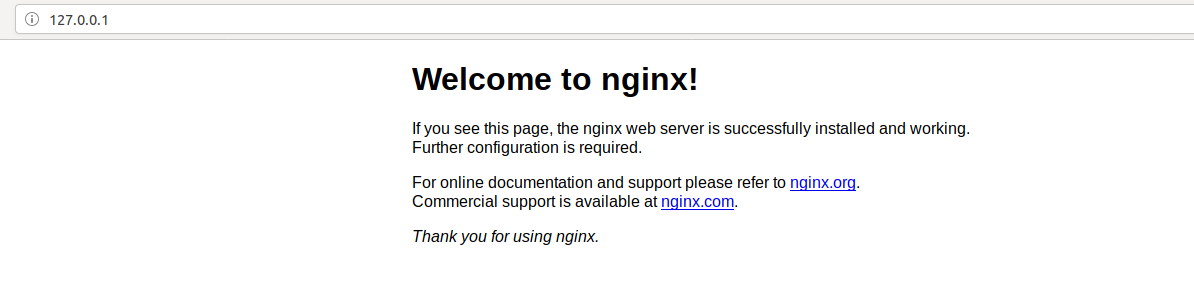 127.0.0.1
Welcome to nginx!
If you see this page, the nginx web server is successfully installed and working.
Further configuration is required.
For online documentation and support please refer to nginx.org.
Commercial support is available at nginx.com.
Thank you for using nginx.